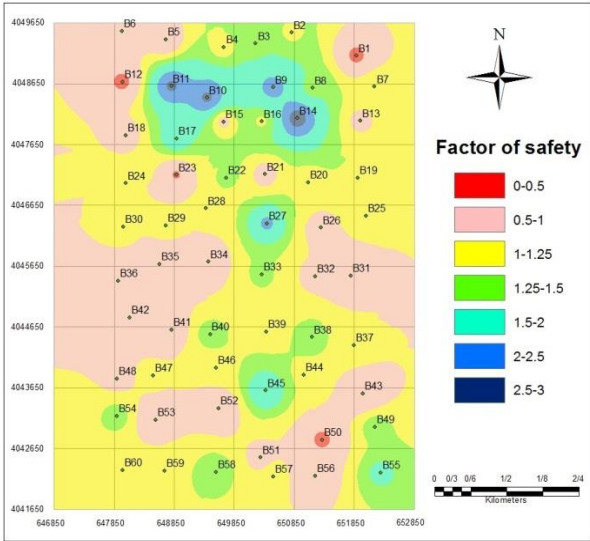 4049650
B6
B5
B4
B3
B2
B1
N
4048650
B12
B11
B10
B9
B8
B7
B14
B13
B18
B17
B15
B16
4047650
Factor of safety
B24
B23
B22
B21
B20
B19
0-0.5
4046650
B28
B25
0.5-1
B30
B29
B27
B26
1-1.25
4045650
B36
B35
B34
B33
B32
B31
1.25-1.5
B42
1.5-2
4044650
B41
B40
B39
B38
B37
2-2.5
B48
B47
B46
B45
B44
B43
2.5-3
4043650
B54
B53
B52
B50
B49
4042650
B60
B59
B58
B51
B57
B56
B55
0 0/3 0/6 1/2 1/8 2/4
Kilometers
4041650
646850 647850 648850 649850 650850 651850 652850